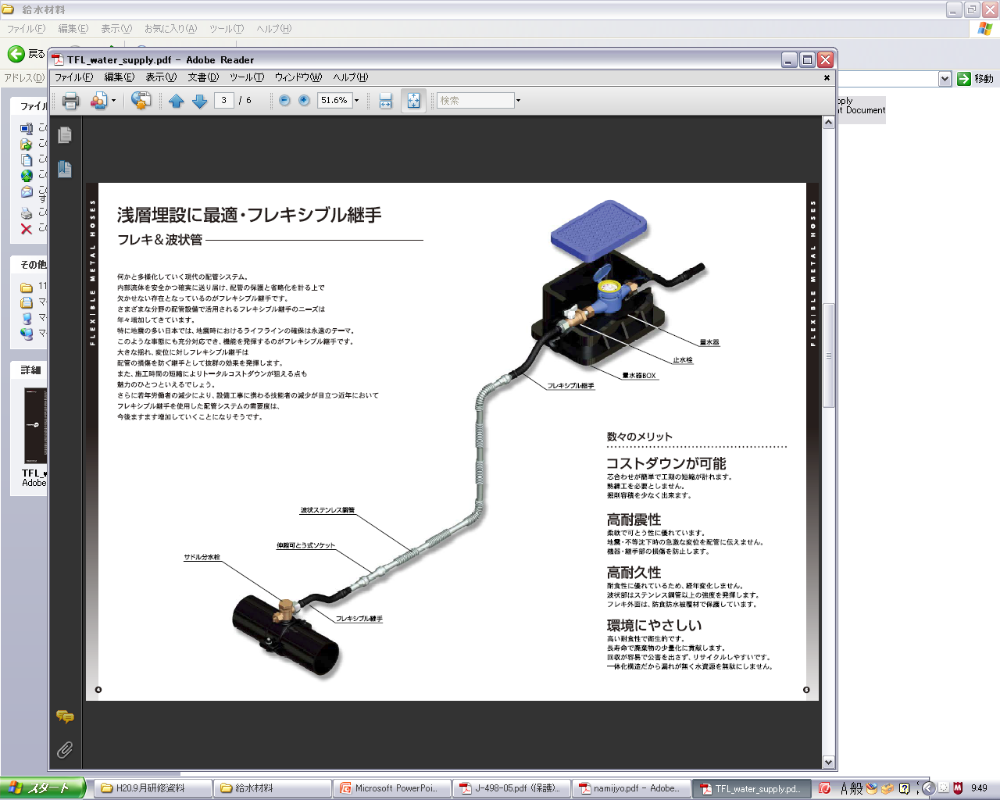 給水材料
ファイル(F) 編集(E) 表示(V) お気に入り(A) ツール(T) ヘルプ(H)
戻る
アドレス(D)
移動
TFL_water_supply.pdf - Adobe Reader
ファイル(F) 編集(E) 表示(V) 文書(D) ツール(T) ウィンドウ(W) ヘルプ(H)
3 / 6 51.6% 検索
ファイル
その他
詳細
TFL_w
Adobe
pply
nt Document
FLEXIBLE METAL HOSES
FLEXIBLE METAL HOSES
浅層埋設に最適・フレキシブル継手
フレキ＆波状管
何かと多様化していく現代の配管システム。
内部流体を安全かつ確実に送り届け、配管の保護と省略化を計る上で
欠かせない存在となっているのがフレキシブル継手です。
さまざまな分野の配管設備で活用されるフレキシブル継手のニーズは
年々増加してきています。
特に地震の多い日本では、地震時におけるライフラインの確保は永遠のテーマ。
このような事態にも充分対応でき、機能を発揮するのがフレキシブル継手です。
大きな揺れ、変位に対しフレキシブル継手は
配管の損傷を防ぐ継手として抜群の効果を発揮します。
また、施工時間の短縮によりトータルコストダウンが狙える点も
魅力のひとつといえるでしょう。
さらに若年労働者の減少により、設備工事に携わる技能者の減少が目立つ近年において
フレキシブル継手を使用した配管システムの需要度は、
今後ますます増加していくことになりそうです。
量水器
止水栓
量水器BOX
フレキシブル継手
波状ステンレス鋼管
伸縮可とう式ソケット
サドル分水栓
フレキシブル継手
数々のメリット
コストダウンが可能
芯合わせが簡単で工期の短縮が計れます。
熟練工を必要としません。
掘削容積を少なく出来ます。
高耐震性
柔軟で可とう性に優れています。
地震・不等沈下時の急激な変位を配管に伝えません。
機器・継手部の損傷を防止します。
高耐久性
耐食性に優れているため、経年変化しません。
波状部はステンレス鋼管以上の強度を発揮します。
フレキ外面は、防食防水被覆材で保護しています。
環境にやさしい
高い耐食性で衛生的です。
長寿命で廃棄物の少量化に貢献します。
回収が容易で公害を出さず、リサイクルしやすいです。
一体化構造だから漏れが無く水資源を無駄にしません。
4
5
スタート H20.9月研修資料 給水材料 Microsoft PowerPoi... J-498-05.pdf (保護)... namijyo.pdf - Adobe... TFL_water_supply.pd... A 般 9:49